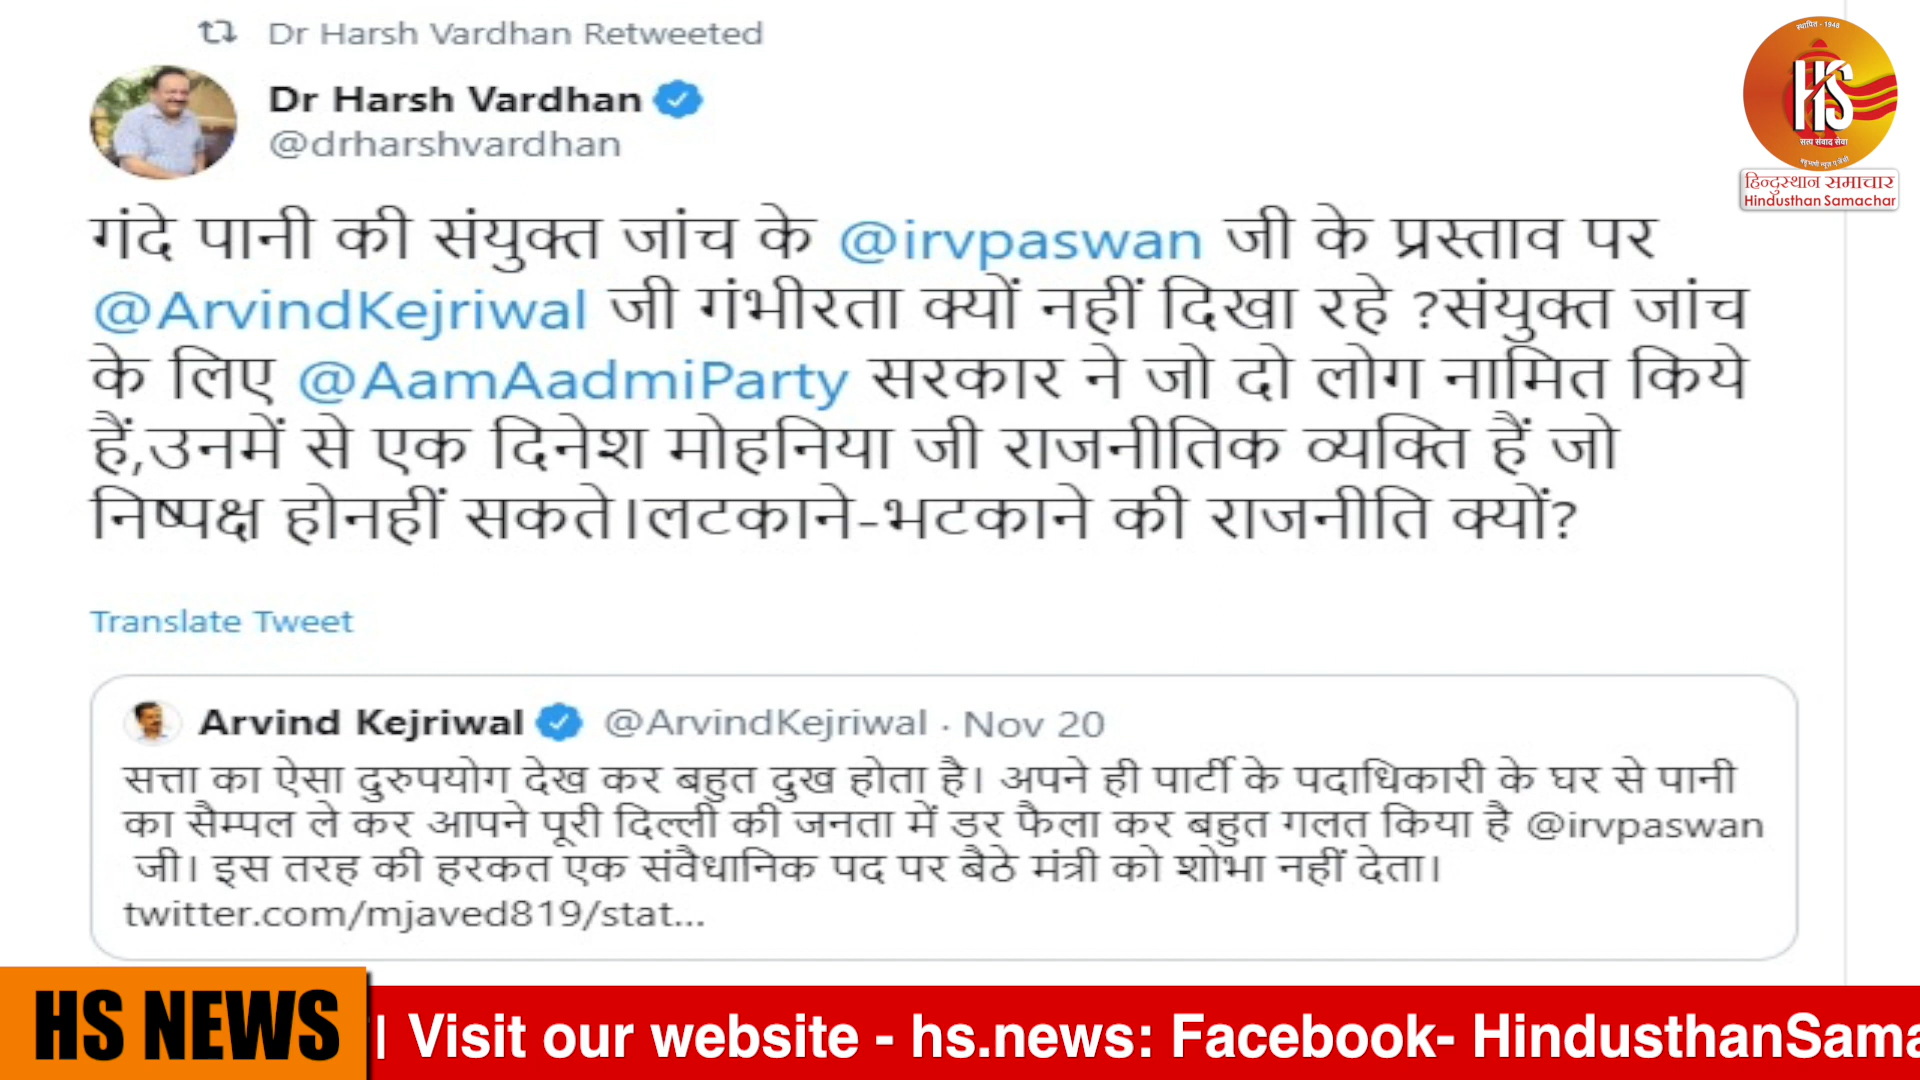 Dr Harsh Vardhan Retweeted
Dr Harsh Vardhan
@drharshvardhan
गंदे पानी की संयुक्त जांच के @irvpaswan जी के प्रस्ताव पर
@ArvindKejriwal जी गंभीरता क्यों नहीं दिखा रहे ?संयुक्त जांच
के लिए @AamAadmiParty सरकार ने जो दो लोग नामित किये
हैं,उनमें से एक दिनेश मोहनिया जी राजनीतिक व्यक्ति हैं जो
निष्पक्ष होनहीं सकते।लटकाने-भटकाने की राजनीति क्यों?
Translate Tweet
Arvind Kejriwal @ArvindKejriwal · Nov 20
सत्ता का ऐसा दुरुपयोग देख कर बहुत दुख होता है। अपने ही पार्टी के पदाधिकारी के घर से पानी
का सैम्पल ले कर आपने पूरी दिल्ली की जनता में डर फैला कर बहुत गलत किया है @irvpaswan
जी। इस तरह की हरकत एक संवैधानिक पद पर बैठे मंत्री को शोभा नहीं देता।
twitter.com/mjaved819/stat...
स्थापित - 1948
HS
सत्य संवाद सेवा
हिन्दुस्थान समाचार
Hindusthan Samachar
HS NEWS
| Visit our website - hs.news: Facebook- HindusthanSama